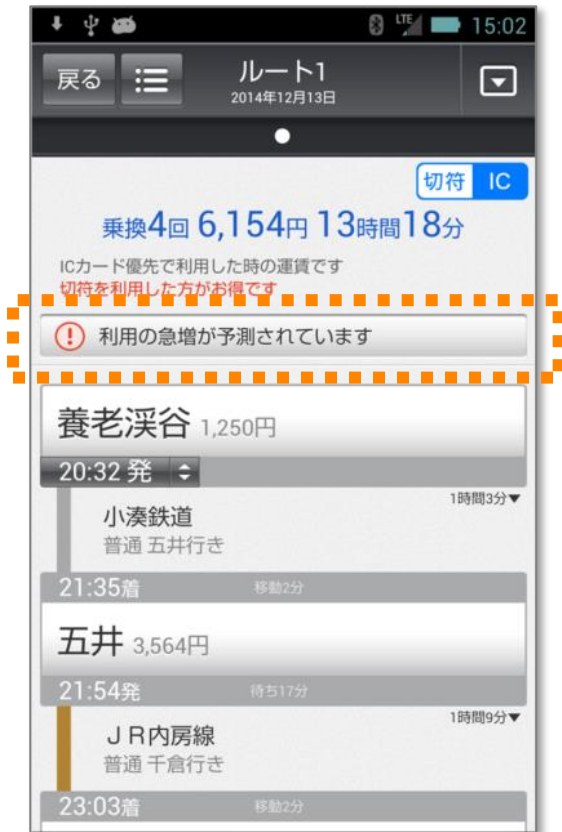 LTE 15:02
戻る ルート1
2014年12月13日
切符 IC
乗換4回 6,154円 13時間18分
ICカード優先で利用した時の運賃です
切符を利用した方がお得です
利用の急増が予測されています
養老渓谷 1,250円
20:32 発
1時間3分▼
小湊鉄道
普通 五井行き
21:35着 移動2分
五井 3,564円
21:54発 待ち17分
1時間9分▼
ＪＲ内房線
普通 千倉行き
23:03着 移動2分